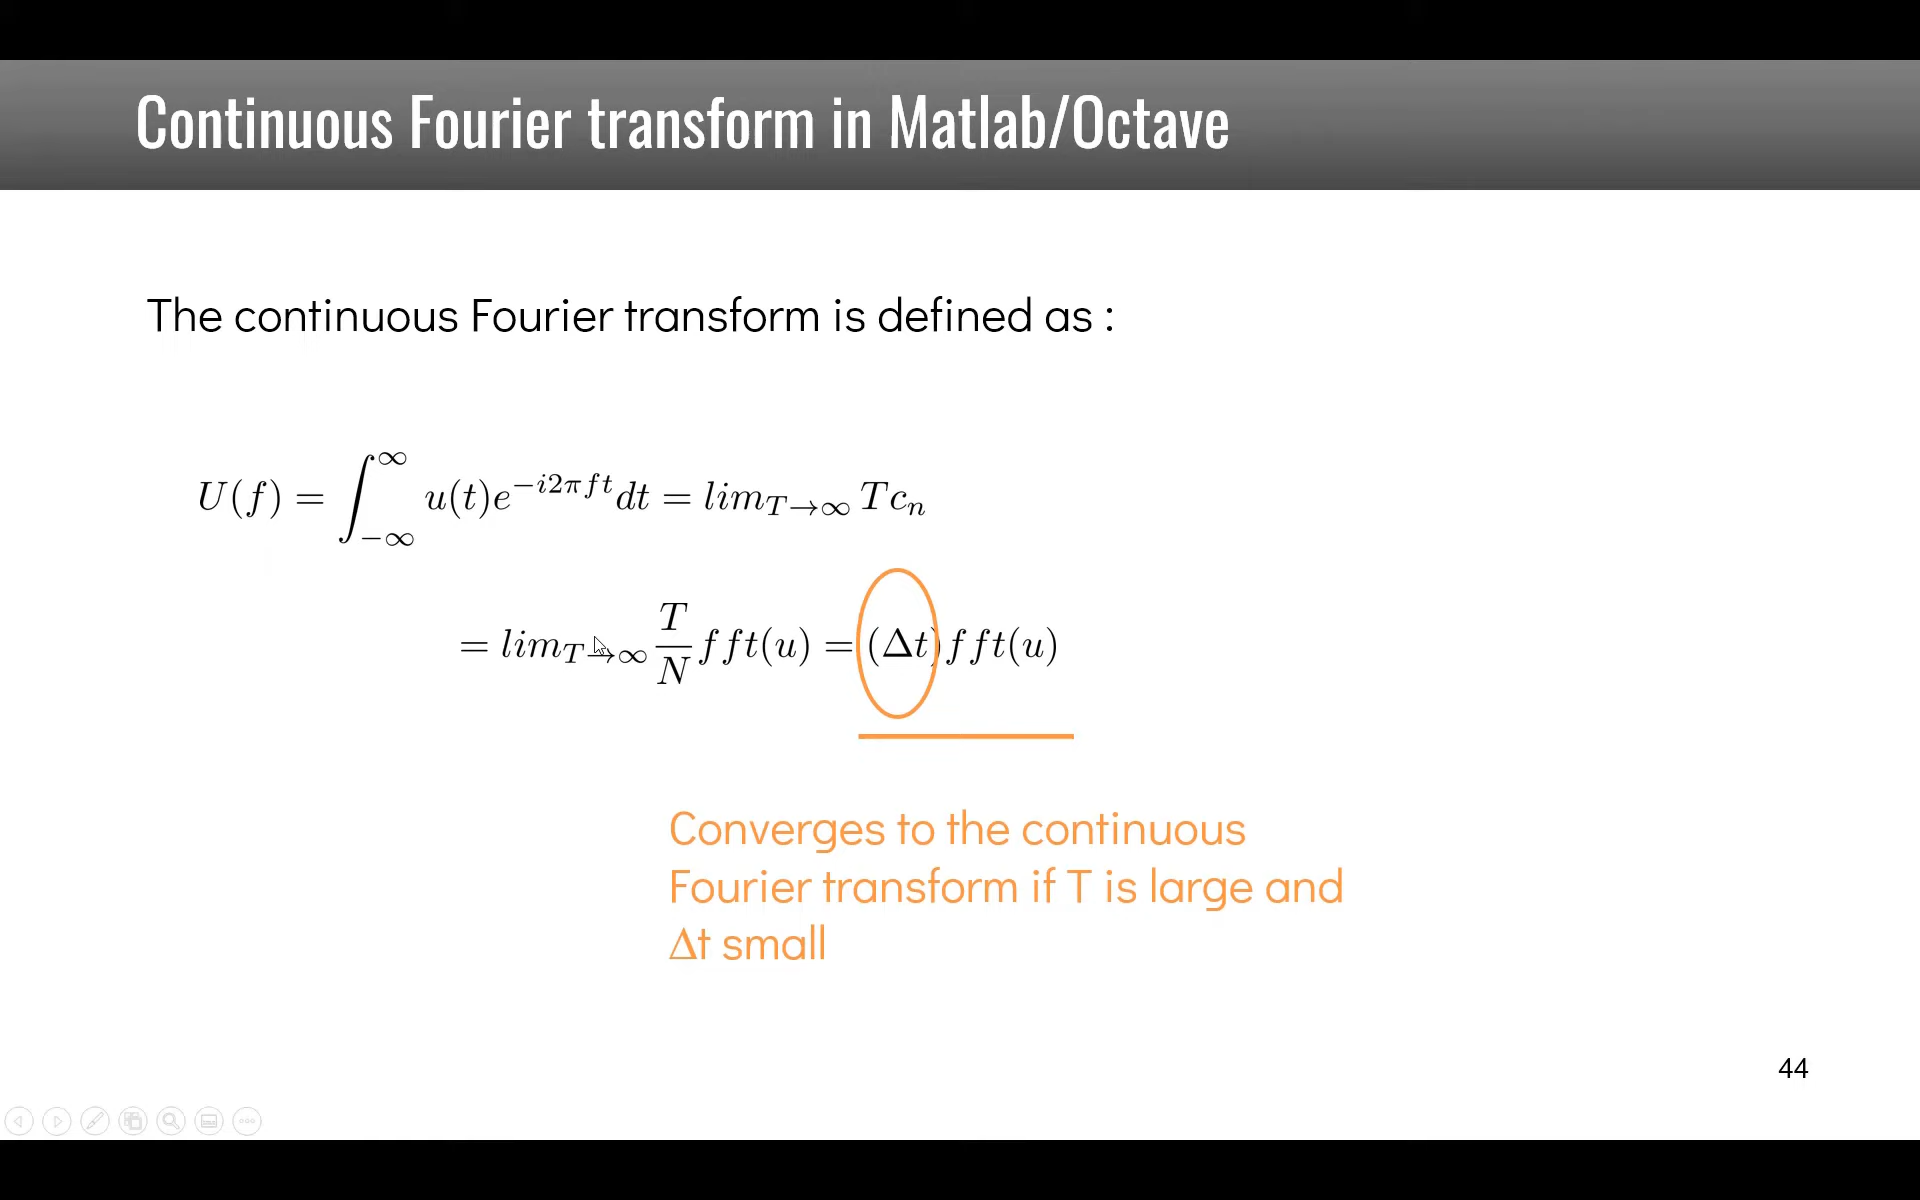 Continuous Fourier transform in Matlab/Octave
The continuous Fourier transform is defined as :
U(f) = ∫_{-∞}^{∞} u(t)e^{-i2πft}dt = lim_{T→∞} Tc_n
= lim_{T→∞} \frac{T}{N} fft(u) = (Δt)fft(u)
Converges to the continuous
Fourier transform if T is large and
Δt small
44